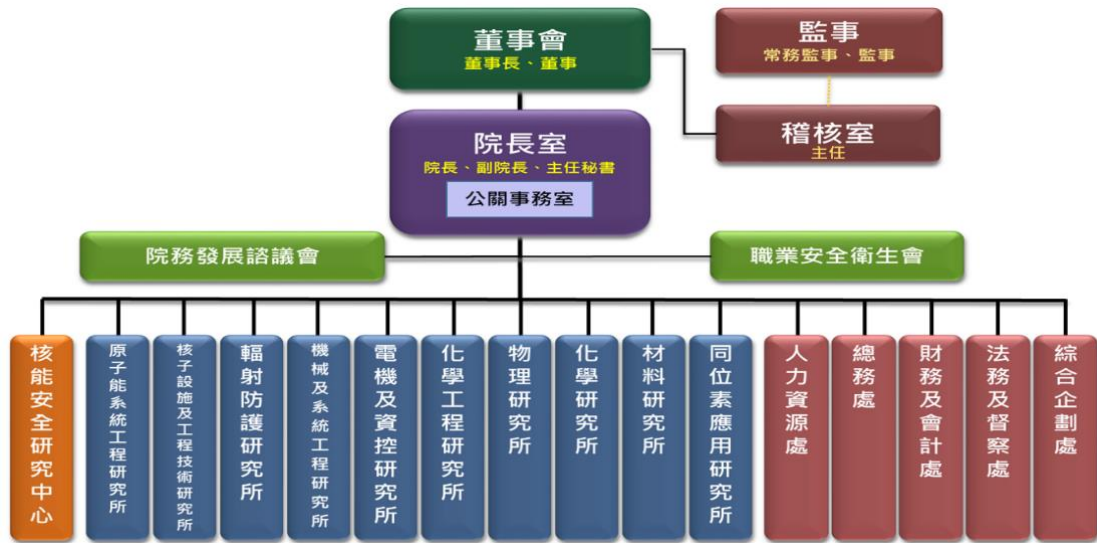 董事會
董事長、董事
監事
常務監事、監事
稽核室
主任
院長室
院長、副院長、主任秘書
公關事務室
院務發展諮議會
職業安全衛生會
核能安全研究中心
原子能系統工程研究所
核子設施及工程技術研究所
輻射防護研究所
機械及系統工程研究所
電機及資控研究所
化學工程研究所
物理研究所
化學研究所
材料研究所
同位素應用研究所
人力資源處
總務處
財務及會計處
法務及督察處
綜合企劃處